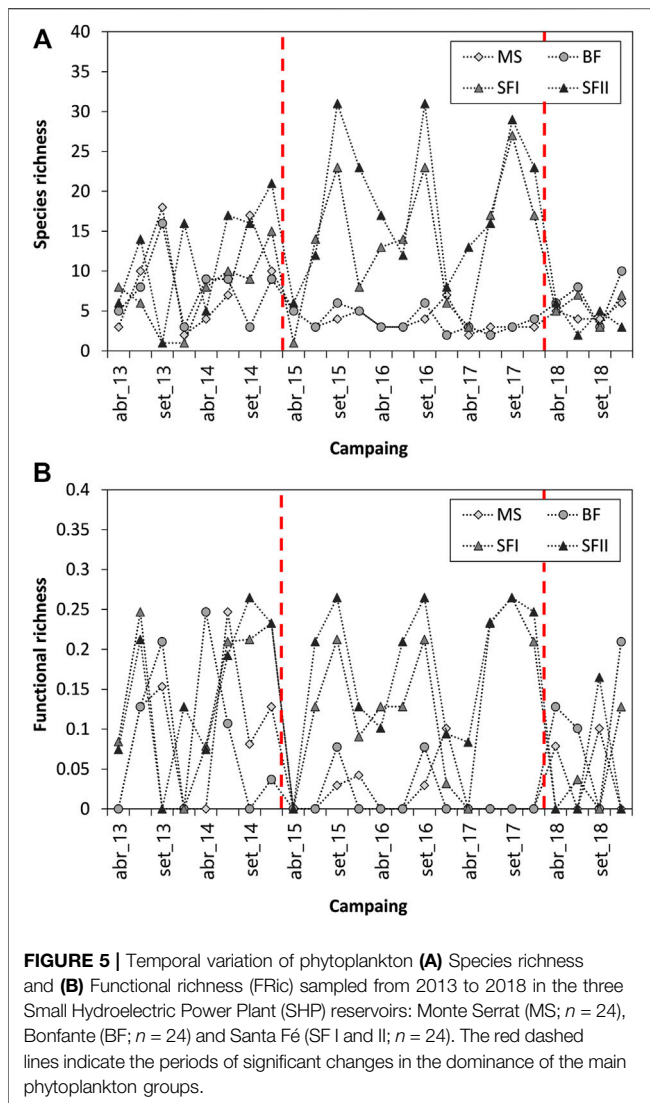 A
40
35
30
25
20
15
10
5
0
Species richness
MS BF
SFI SFII
abr_13 set_13 abr_14 set_14 abr_15 set_15 abr_16 set_16 abr_17 set_17 abr_18 set_18
Campaing
B
0.4
0.35
0.3
0.25
0.2
0.15
0.1
0.05
0
Functional richness
MS BF
SFI SFII
abr_13 set_13 abr_14 set_14 abr_15 set_15 abr_16 set_16 abr_17 set_17 abr_18 set_18
Campaing
FIGURE 5 | Temporal variation of phytoplankton (A) Species richness
and (B) Functional richness (FRic) sampled from 2013 to 2018 in the three
Small Hydroelectric Power Plant (SHP) reservoirs: Monte Serrat (MS; n = 24),
Bonfante (BF; n = 24) and Santa Fé (SF I and II; n = 24). The red dashed
lines indicate the periods of significant changes in the dominance of the main
phytoplankton groups.